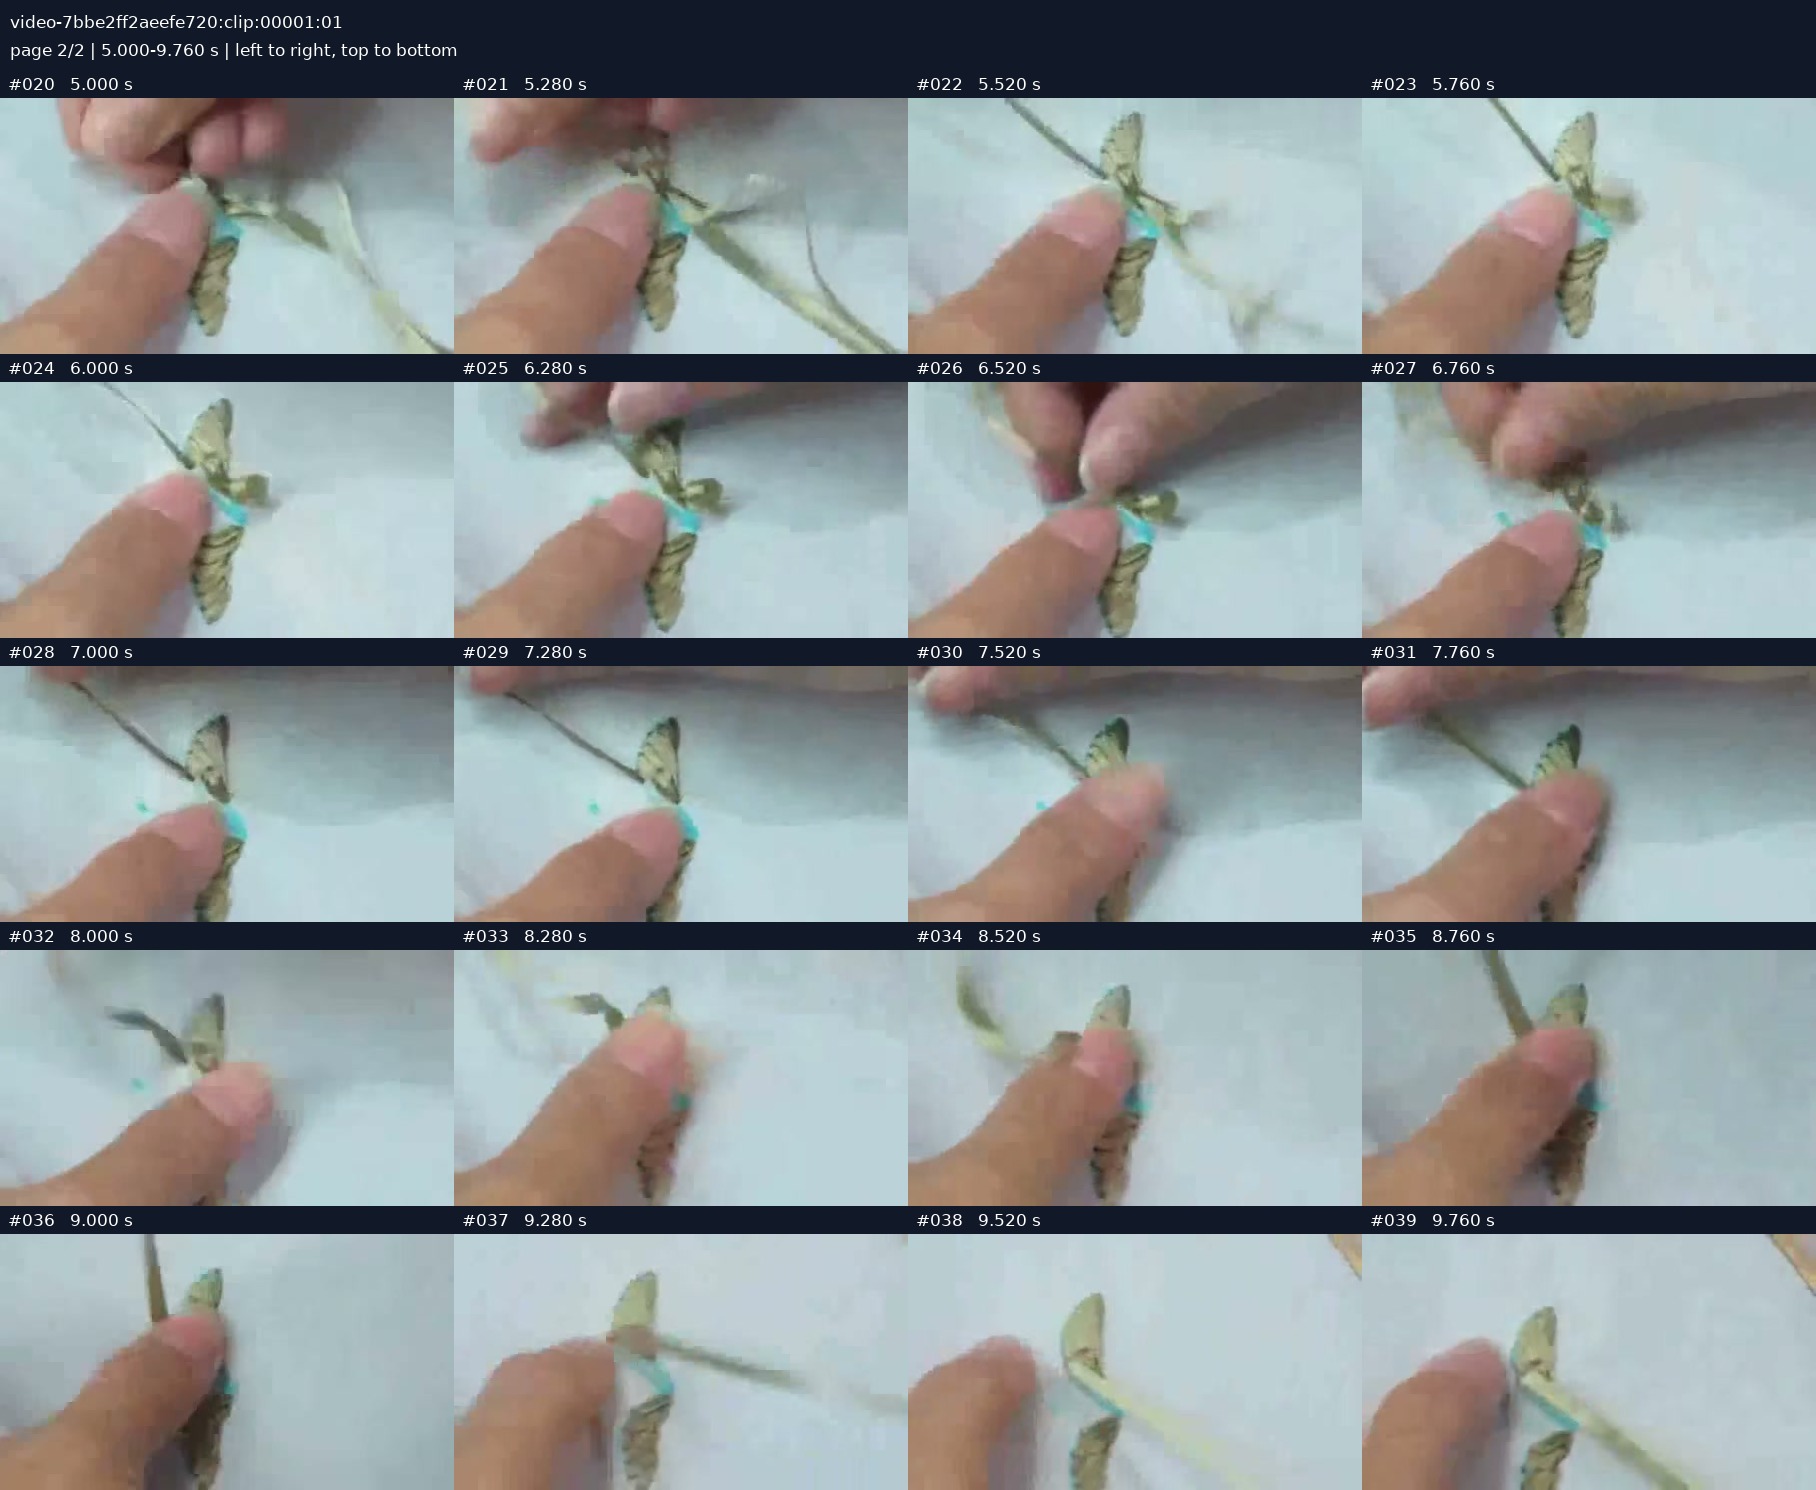 video-7bbe2ff2aeefe720:clip:00001:01
page 2/2 | 5.000-9.760 s | left to right, top to bottom
#020 5.000 s
#021 5.280 s
#022 5.520 s
#023 5.760 s
#024 6.000 s
#025 6.280 s
#026 6.520 s
#027 6.760 s
#028 7.000 s
#029 7.280 s
#030 7.520 s
#031 7.760 s
#032 8.000 s
#033 8.280 s
#034 8.520 s
#035 8.760 s
#036 9.000 s
#037 9.280 s
#038 9.520 s
#039 9.760 s